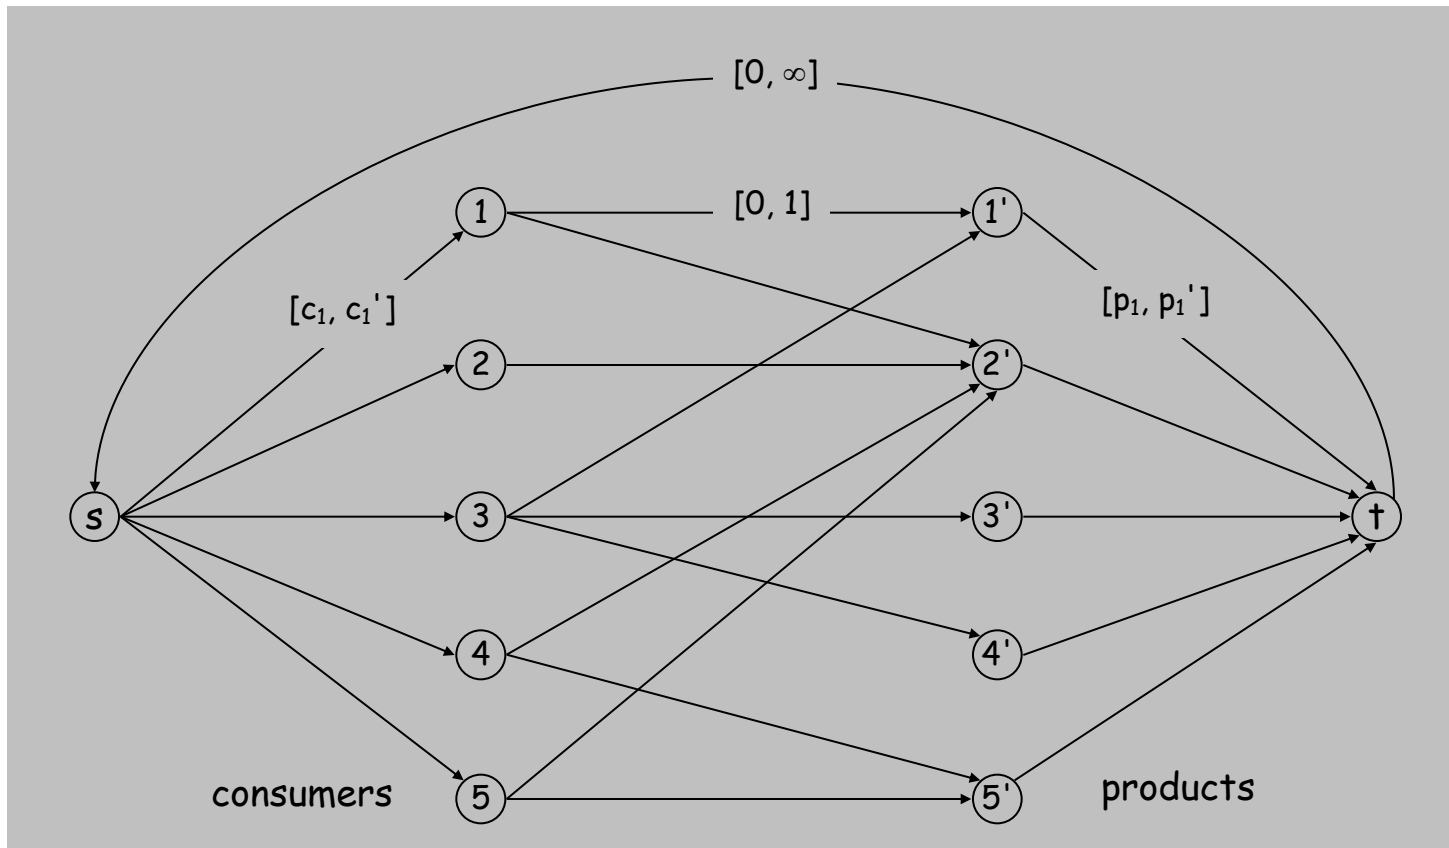 [0, ∞]
1
[0, 1]
1'
[c₁, c₁']
[p₁, p₁']
2
2'
s
3
3'
t
4
4'
consumers
5
5'
products